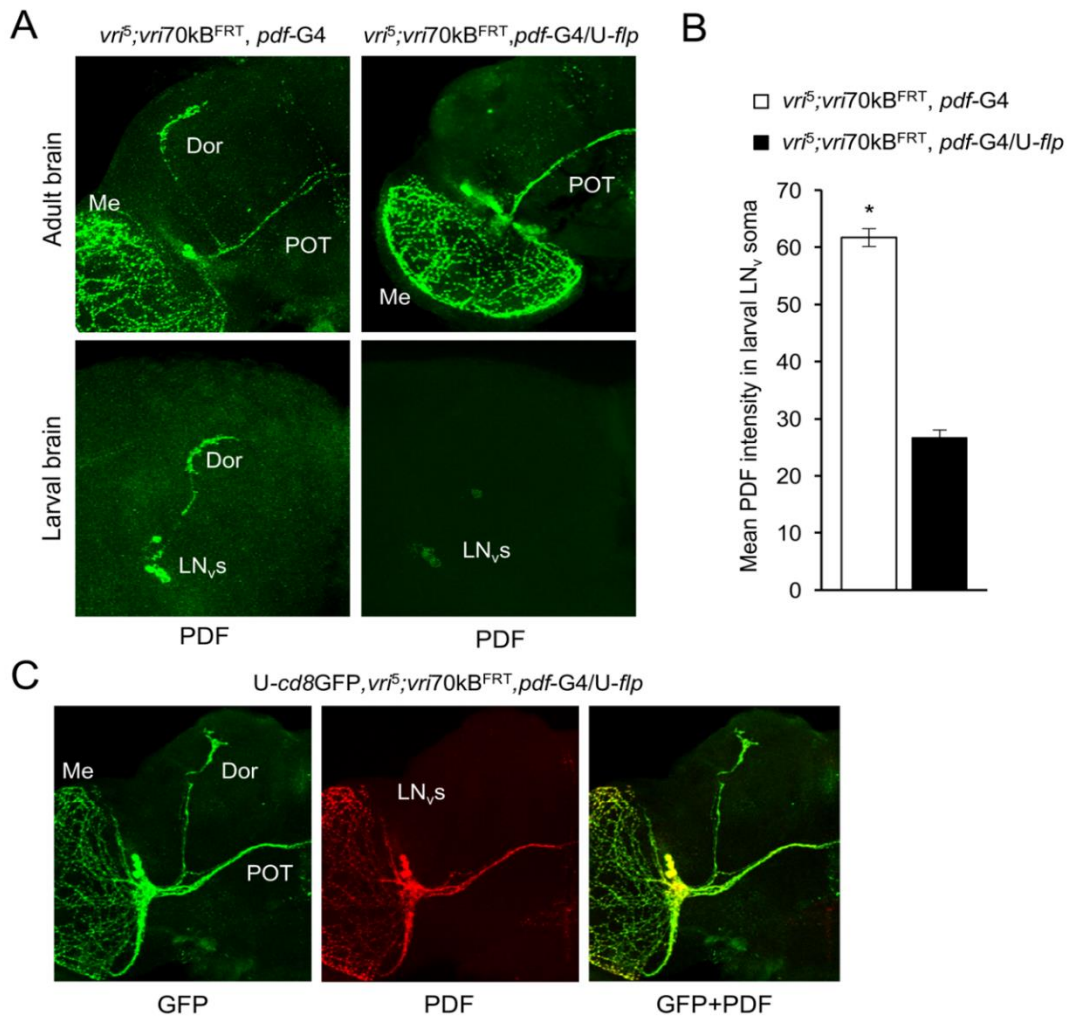 A
vri⁵;vri70kBᶠᴿᵀ, pdf-G4 vri⁵;vri70kBᶠᴿᵀ,pdf-G4/U-flp
Adult brain
Dor
Me
POT
POT
Me
Larval brain
Dor
LNᵥs
LNᵥs
PDF PDF
B
vri⁵;vri70kBᶠᴿᵀ, pdf-G4
vri⁵;vri70kBᶠᴿᵀ, pdf-G4/U-flp
Mean PDF intensity in larval LNᵥ soma
70
60
50
40
30
20
10
0
*
C
U-cd8GFP,vri⁵;vri70kBᶠᴿᵀ,pdf-G4/U-flp
Me Dor
POT
LNᵥs
GFP PDF GFP+PDF